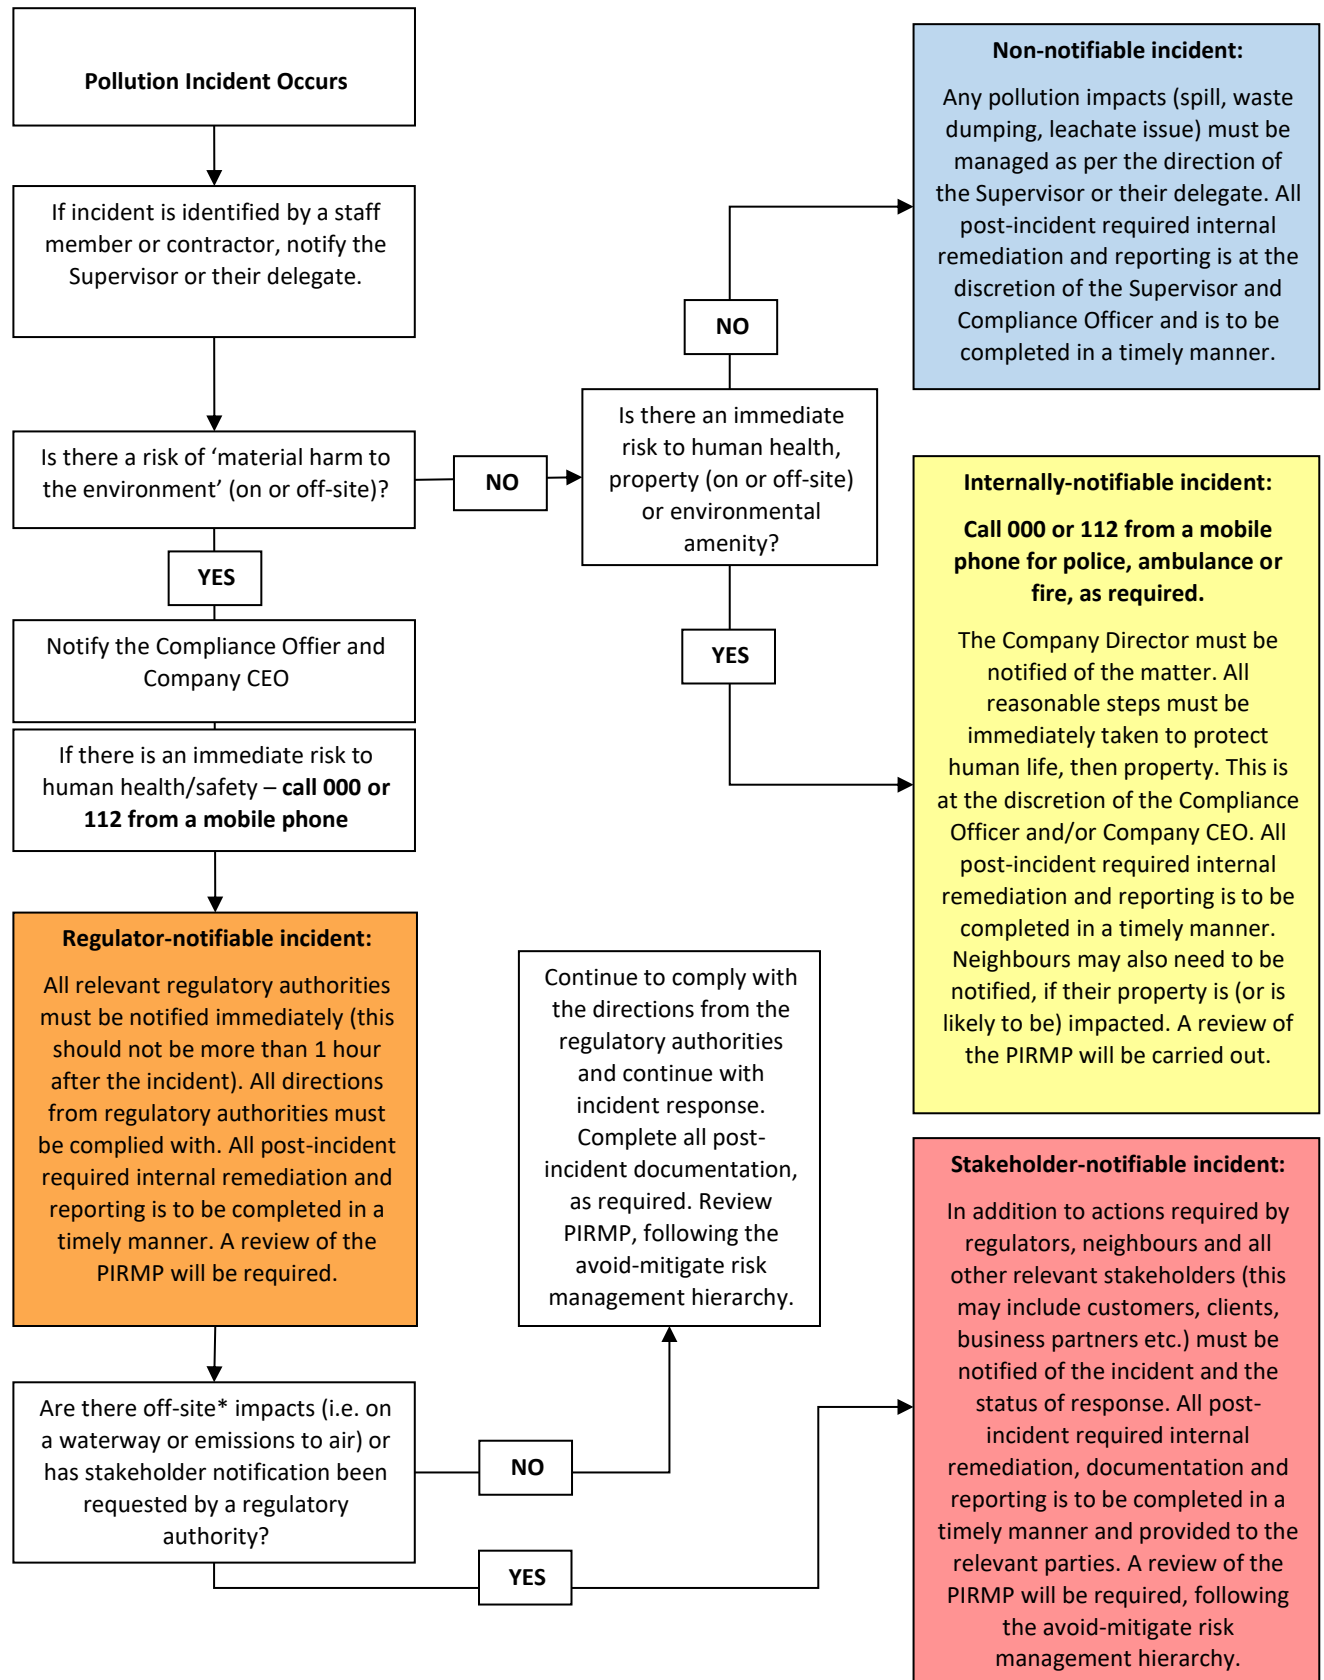 Pollution Incident Occurs
If incident is identified by a staff
member or contractor, notify the
Supervisor or their delegate.
Is there a risk of ‘material harm to
the environment’ (on or off-site)?
NO
YES
Notify the Compliance Offier and
Company CEO
If there is an immediate risk to
human health/safety – call 000 or
112 from a mobile phone
Regulator-notifiable incident:
All relevant regulatory authorities
must be notified immediately (this
should not be more than 1 hour
after the incident). All directions
from regulatory authorities must
be complied with. All post-incident
required internal remediation and
reporting is to be completed in a
timely manner. A review of the
PIRMP will be required.
Are there off-site* impacts (i.e. on
a waterway or emissions to air) or
has stakeholder notification been
requested by a regulatory
authority?
NO
YES
Continue to comply with
the directions from the
regulatory authorities
and continue with
incident response.
Complete all post-
incident documentation,
as required. Review
PIRMP, following the
avoid-mitigate risk
management hierarchy.
Is there an immediate
risk to human health,
property (on or off-site)
or environmental
amenity?
NO
YES
Non-notifiable incident:
Any pollution impacts (spill, waste
dumping, leachate issue) must be
managed as per the direction of
the Supervisor or their delegate. All
post-incident required internal
remediation and reporting is at the
discretion of the Supervisor and
Compliance Officer and is to be
completed in a timely manner.
Internally-notifiable incident:
Call 000 or 112 from a mobile
phone for police, ambulance or
fire, as required.
The Company Director must be
notified of the matter. All
reasonable steps must be
immediately taken to protect
human life, then property. This is
at the discretion of the Compliance
Officer and/or Company CEO. All
post-incident required internal
remediation and reporting is to be
completed in a timely manner.
Neighbours may also need to be
notified, if their property is (or is
likely to be) impacted. A review of
the PIRMP will be carried out.
Stakeholder-notifiable incident:
In addition to actions required by
regulators, neighbours and all
other relevant stakeholders (this
may include customers, clients,
business partners etc.) must be
notified of the incident and the
status of response. All post-
incident required internal
remediation, documentation and
reporting is to be completed in a
timely manner and provided to the
relevant parties. A review of the
PIRMP will be required, following
the avoid-mitigate risk
management hierarchy.